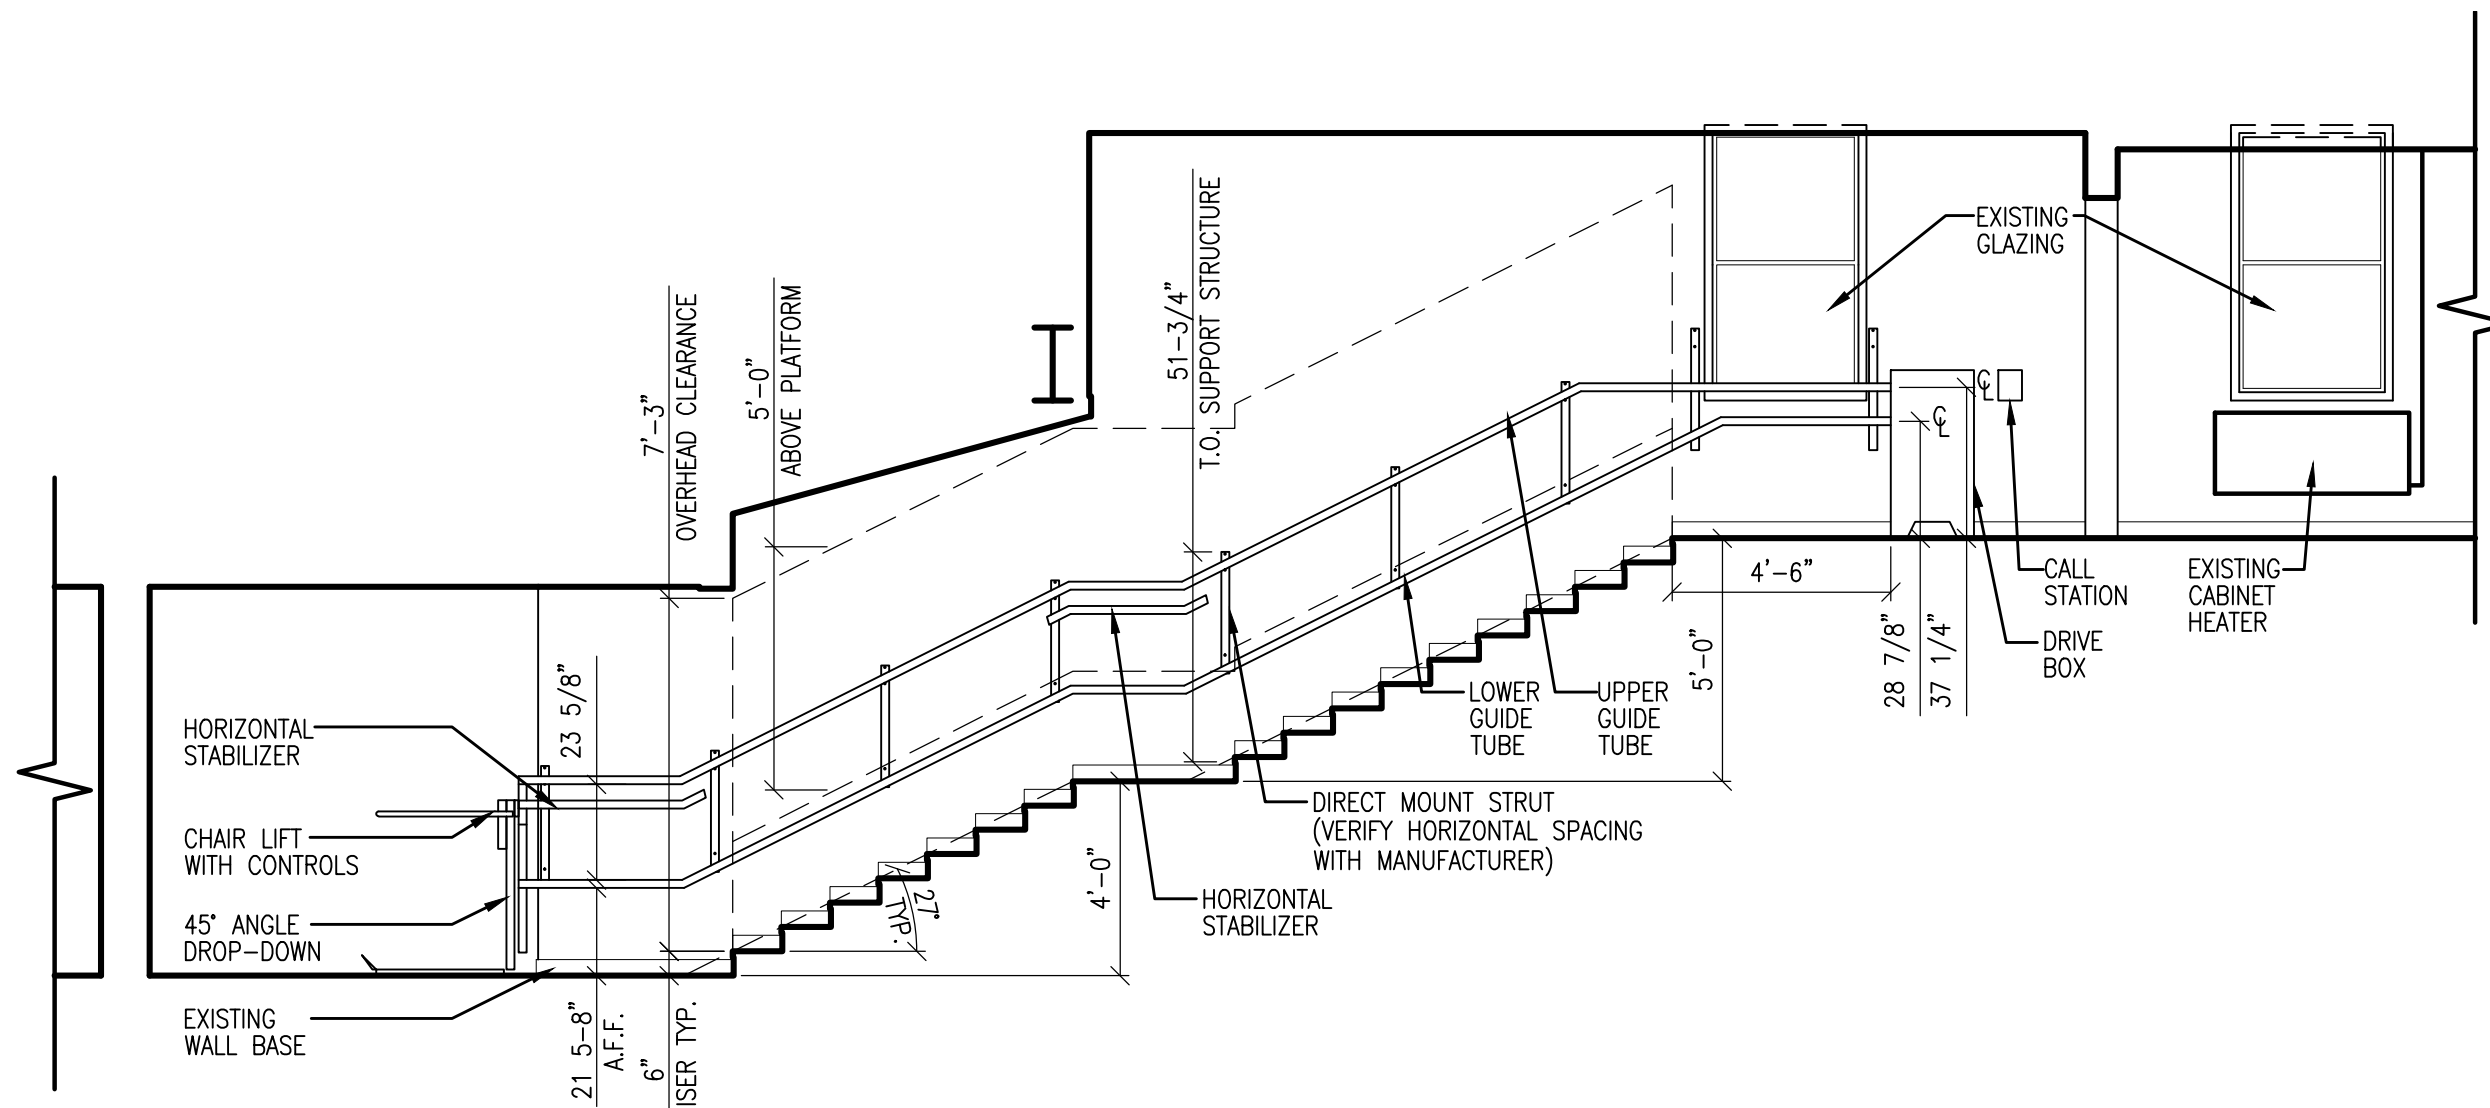 EXISTING
GLAZING
51-3/4"
T.O. SUPPORT STRUCTURE
5'-0"
ABOVE PLATFORM
7'-3"
OVERHEAD CLEARANCE
℄
℄
4'-6"
CALL
STATION
EXISTING
CABINET
HEATER
DRIVE
BOX
28 7/8"
37 1/4"
5'-0"
LOWER
GUIDE
TUBE
UPPER
GUIDE
TUBE
23 5/8"
HORIZONTAL
STABILIZER
DIRECT MOUNT STRUT
(VERIFY HORIZONTAL SPACING
WITH MANUFACTURER)
CHAIR LIFT
WITH CONTROLS
4'-0"
HORIZONTAL
STABILIZER
27°
TYP.
45° ANGLE
DROP-DOWN
EXISTING
WALL BASE
21 5-8"
A.F.F.
6"
ISER TYP.